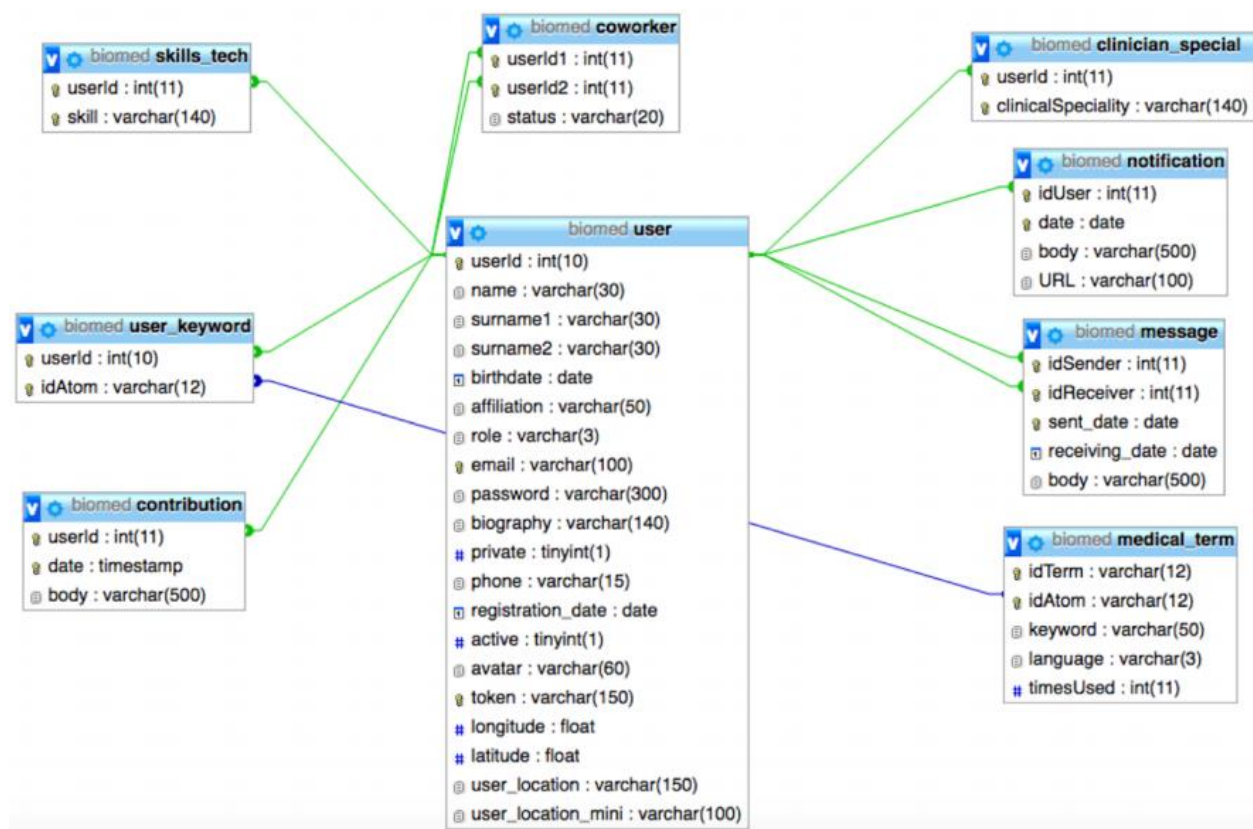 biomed skills_tech
userId : int(11)
skill : varchar(140)
biomed coworker
userId1 : int(11)
userId2 : int(11)
status : varchar(20)
biomed clinician_special
userId : int(11)
clinicalSpeciality : varchar(140)
biomed notification
idUser : int(11)
date : date
body : varchar(500)
URL : varchar(100)
biomed user
userId : int(10)
name : varchar(30)
surname1 : varchar(30)
surname2 : varchar(30)
birthdate : date
affiliation : varchar(50)
role : varchar(3)
email : varchar(100)
password : varchar(300)
biography : varchar(140)
private : tinyint(1)
phone : varchar(15)
registration_date : date
active : tinyint(1)
avatar : varchar(60)
token : varchar(150)
longitude : float
latitude : float
user_location : varchar(150)
user_location_mini : varchar(100)
biomed user_keyword
userId : int(10)
idAtom : varchar(12)
biomed message
idSender : int(11)
idReceiver : int(11)
sent_date : date
receiving_date : date
body : varchar(500)
biomed contribution
userId : int(11)
date : timestamp
body : varchar(500)
biomed medical_term
idTerm : varchar(12)
idAtom : varchar(12)
keyword : varchar(50)
language : varchar(3)
timesUsed : int(11)